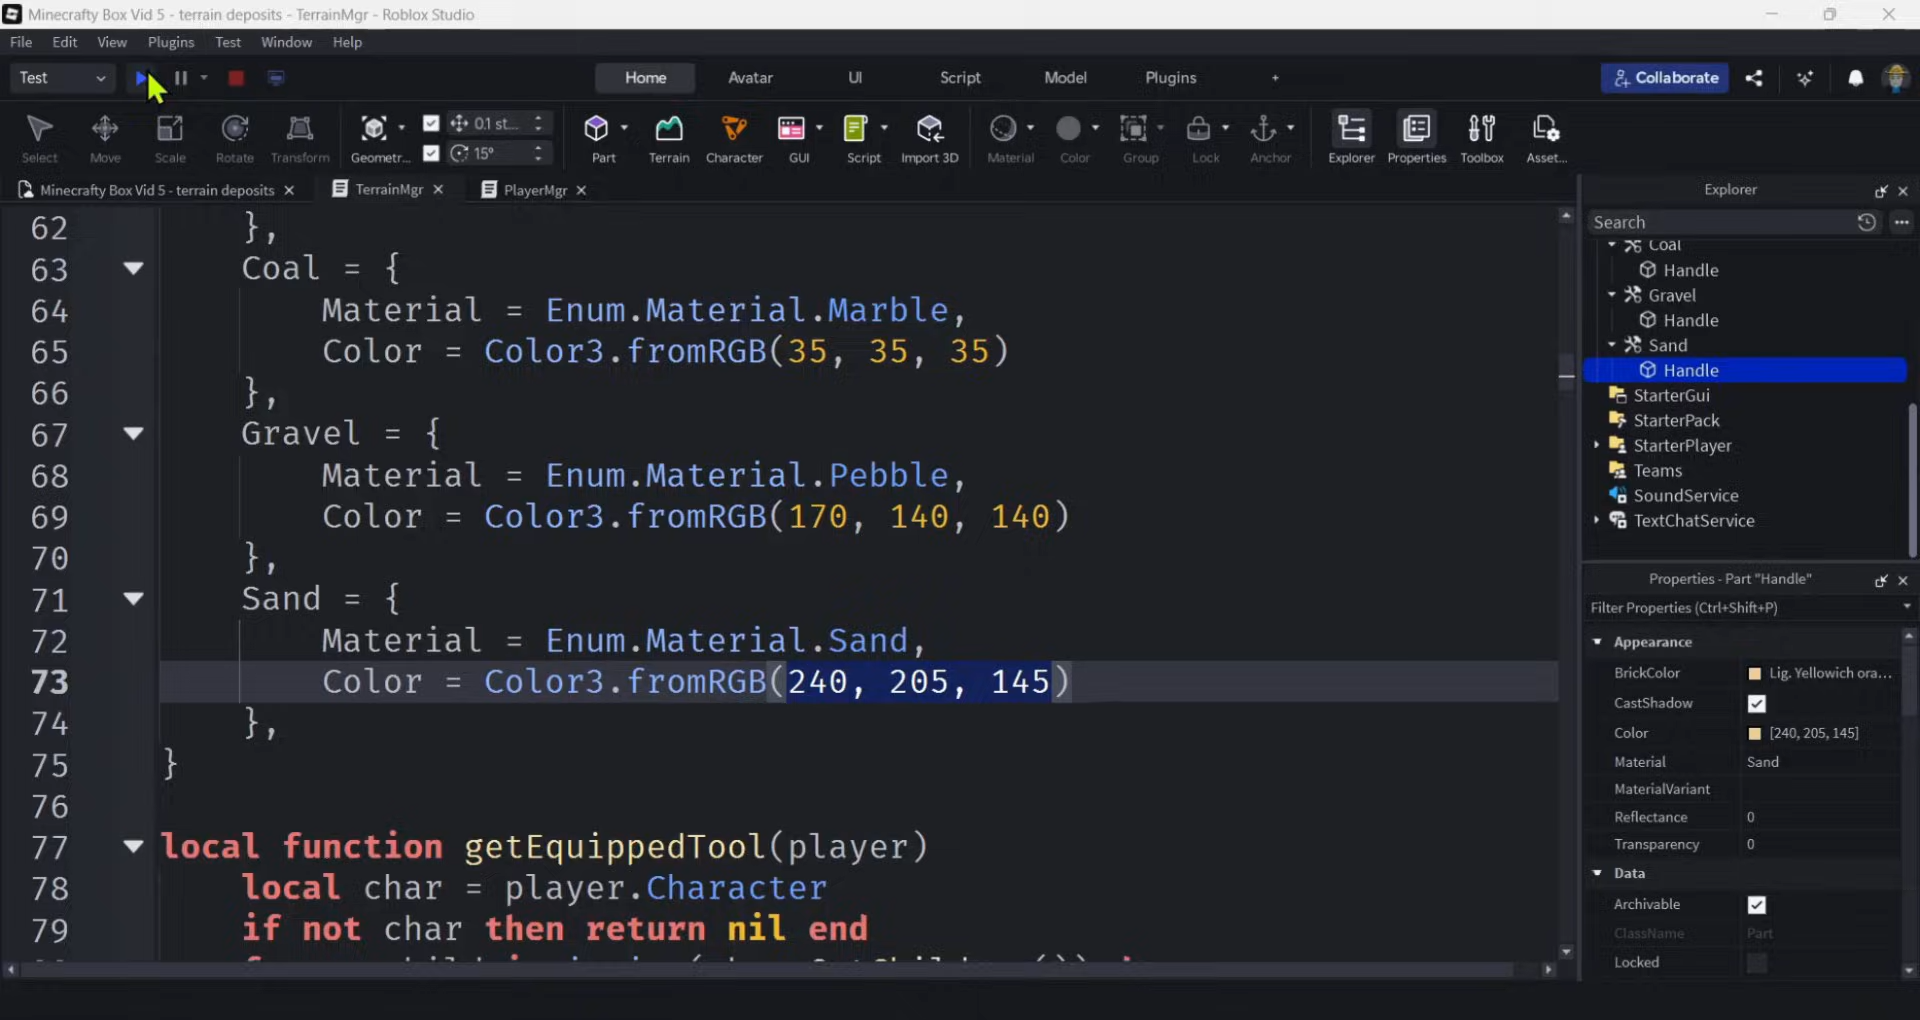 Minecrafty Box Vid 5 - terrain deposits - TerrainMgr - Roblox Studio
File Edit View Plugins Test Window Help
Test Home Avatar UI Script Model Plugins + Collaborate
Select Move Scale Rotate Transform Geometr... 0.1 st... 15° Part Terrain Character GUI Script Import 3D Material Color Group Lock Anchor Explorer Properties Toolbox Asset...
Minecrafty Box Vid 5 - terrain deposits TerrainMgr PlayerMgr
62 },
63 Coal = {
64 Material = Enum.Material.Marble,
65 Color = Color3.fromRGB(35, 35, 35)
66 },
67 Gravel = {
68 Material = Enum.Material.Pebble,
69 Color = Color3.fromRGB(170, 140, 140)
70 },
71 Sand = {
72 Material = Enum.Material.Sand,
73 Color = Color3.fromRGB(240, 205, 145)
74 },
75 }
76
77 local function getEquippedTool(player)
78 local char = player.Character
79 if not char then return nil end
Explorer
Search
Coal
Handle
Gravel
Handle
Sand
Handle
StarterGui
StarterPack
StarterPlayer
Teams
SoundService
TextChatService
Properties - Part "Handle"
Filter Properties (Ctrl+Shift+P)
Appearance
BrickColor Lig. Yellowich ora...
CastShadow
Color [240, 205, 145]
Material Sand
MaterialVariant
Reflectance 0
Transparency 0
Data
Archivable
ClassName Part
Locked